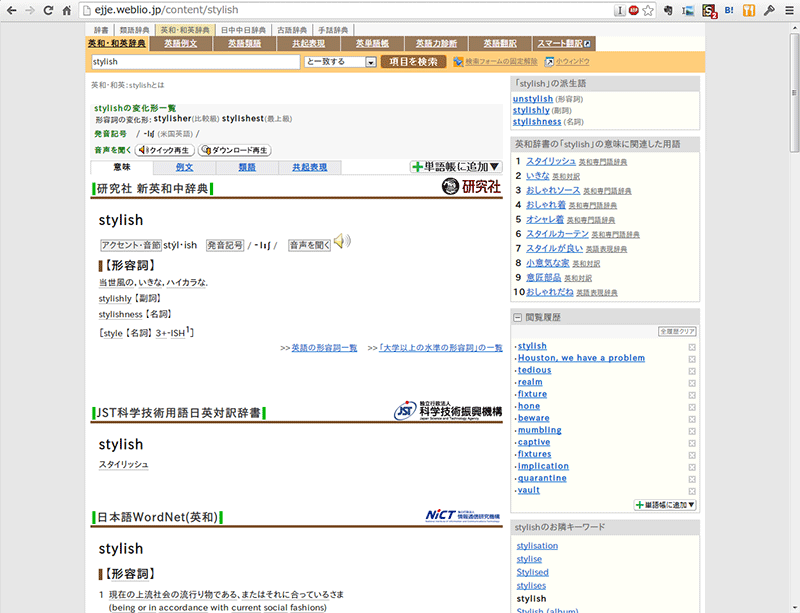 ejje.weblio.jp/content/stylish
辞書 類語辞典 英和・和英辞典 日中中日辞典 古語辞典 手話辞典
英和・和英辞典 英語例文 英語類語 共起表現 英単語帳 英語力診断 英語翻訳 スマート翻訳
stylish と一致する 項目を検索 検索フォームの固定解除 小ウィンドウ
英和・和英:stylishとは
stylishの変化形一覧
形容詞の変化形: stylisher(比較級) stylishest(最上級)
発音記号 / -lɪʃ (米国英語) /
音声を聞く クイック再生 ダウンロード再生
意味 例文 類語 共起表現 単語帳に追加▼
研究社 新英和中辞典 研究社
stylish
アクセント・音節 stýl·ish 発音記号 / -lɪʃ / 音声を聞く
【形容詞】
当世風の, いきな, ハイカラな.
stylishly 【副詞】
stylishness 【名詞】
[style 【名詞】 3+-ISH1]
>>英語の形容詞一覧 >>「大学以上の水準の形容詞」の一覧
JST科学技術用語日英対訳辞書 JST 独立行政法人 科学技術振興機構
Japan Science and Technology Agency
stylish
スタイリッシュ
日本語WordNet(英和) NICT 情報通信研究機構
stylish
【形容詞】
1 現在の上流社会の流行り物である、またはそれに合っているさま
(being or in accordance with current social fashions)
「stylish」の派生語
unstylish (形容詞)
stylishly (副詞)
stylishness (名詞)
英和辞書の「stylish」の意味に関連した用語
1 スタイリッシュ 英和専門語辞典
2 いきな 英和対訳
3 おしゃれソース 英和専門語辞典
4 おしゃれ着 英和専門語辞典
5 オシャレ着 英和専門語辞典
6 スタイルカーテン 英和専門語辞典
7 スタイルが良い 英語表現辞典
8 小意気な家 英和対訳
9 意匠部品 英和対訳
10 おしゃれだね 英語表現辞典
閲覧履歴
全履歴クリア
stylish
Houston, we have a problem
tedious
realm
fixture
hone
beware
mumbling
captive
fixtures
Implication
quarantine
vault
単語帳に追加▼
stylishのお隣キーワード
stylisation
stylise
Stylised
stylises
stylish
Stylish (album)